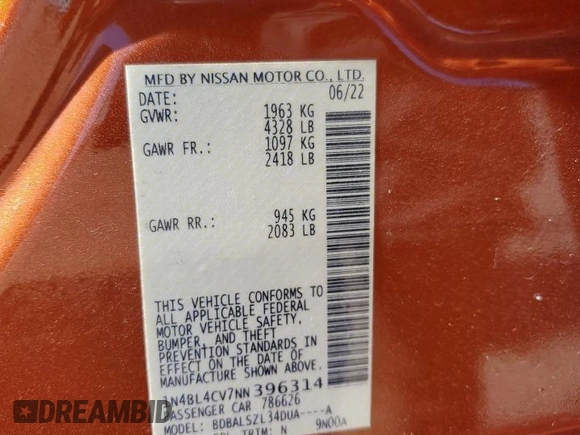 MFD BY NISSAN MOTOR CO., LTD.
DATE: 06/22
GVWR: 1963 KG
4328 LB
GAWR FR.: 1097 KG
2418 LB
GAWR RR.: 945 KG
2083 LB
THIS VEHICLE CONFORMS TO
ALL APPLICABLE FEDERAL
MOTOR VEHICLE SAFETY,
BUMPER, AND THEFT
PREVENTION STANDARDS IN
EFFECT ON THE DATE OF
MANUFACTURE SHOWN ABOVE.
1N4BL4CV7NN396314
PASSENGER CAR 786626
MODEL: BDBALSZL34DUA----A
TRIM: N 9N00A
DREAMBID